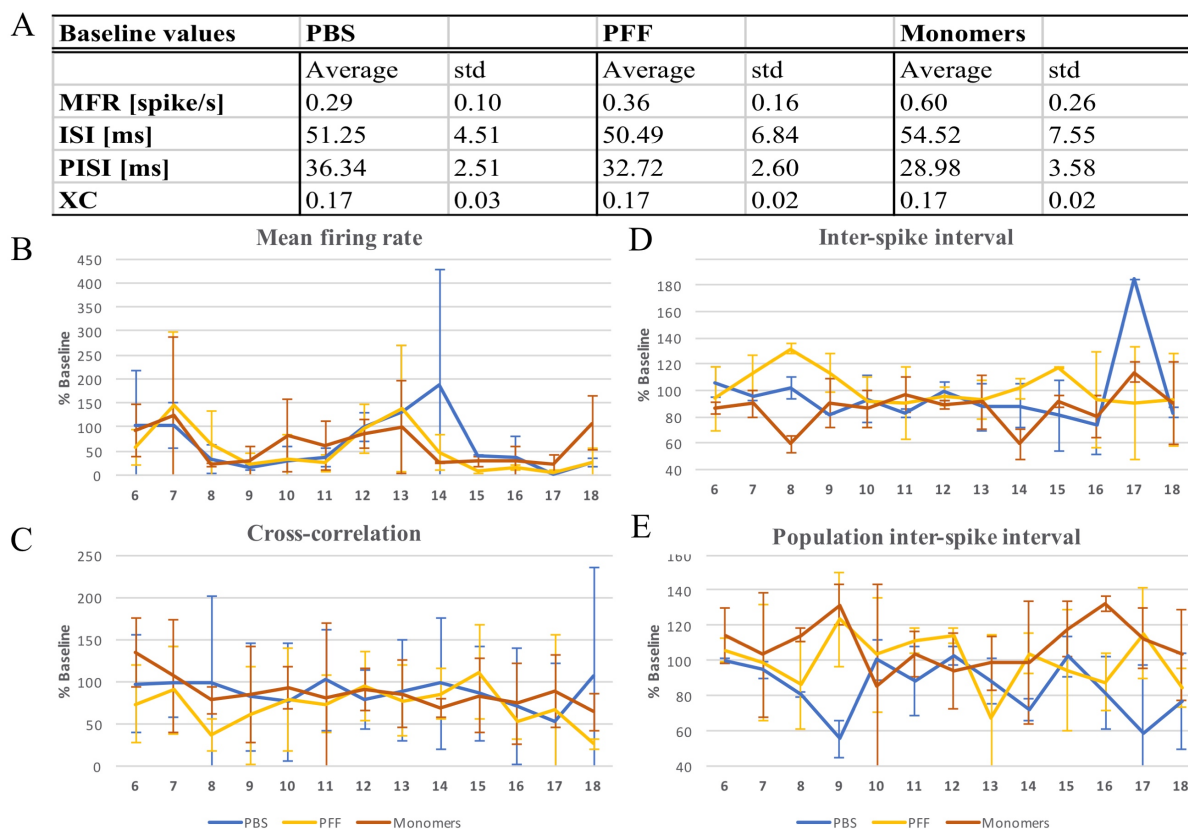 A
Baseline values PBS PFF Monomers
Average std Average std Average std
MFR [spike/s] 0.29 0.10 0.36 0.16 0.60 0.26
ISI [ms] 51.25 4.51 50.49 6.84 54.52 7.55
PISI [ms] 36.34 2.51 32.72 2.60 28.98 3.58
XC 0.17 0.03 0.17 0.02 0.17 0.02
B
Mean firing rate
% Baseline
450
400
350
300
250
200
150
100
50
0
6 7 8 9 10 11 12 13 14 15 16 17 18
D
Inter-spike interval
% Baseline
180
160
140
120
100
80
60
40
6 7 8 9 10 11 12 13 14 15 16 17 18
C
Cross-correlation
% Baseline
250
200
150
100
50
0
6 7 8 9 10 11 12 13 14 15 16 17 18
PBS PFF Monomers
E
Population inter-spike interval
% Baseline
160
140
120
100
80
60
40
6 7 8 9 10 11 12 13 14 15 16 17 18
PBS PFF Monomers